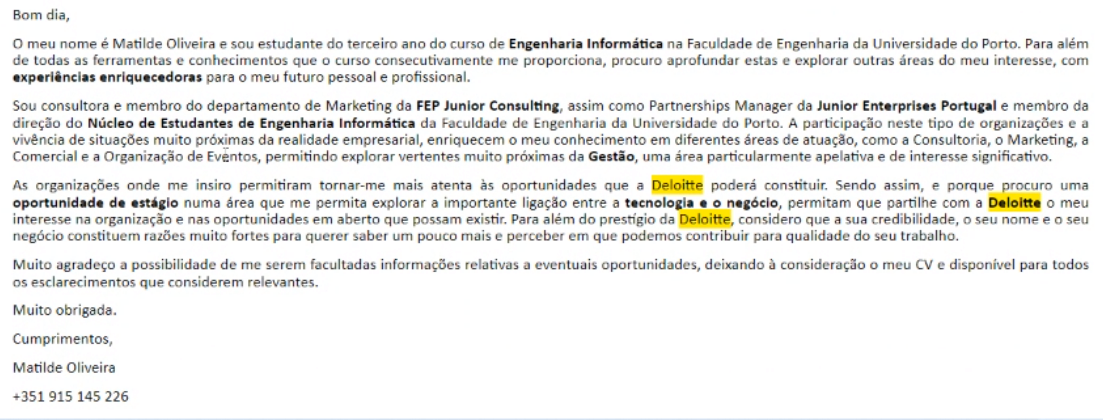 Bom dia,
O meu nome é Matilde Oliveira e sou estudante do terceiro ano do curso de Engenharia Informática na Faculdade de Engenharia da Universidade do Porto. Para além
de todas as ferramentas e conhecimentos que o curso consecutivamente me proporciona, procuro aprofundar estas e explorar outras áreas do meu interesse, com
experiências enriquecedoras para o meu futuro pessoal e profissional.
Sou consultora e membro do departamento de Marketing da FEP Junior Consulting, assim como Partnerships Manager da Junior Enterprises Portugal e membro da
direção do Núcleo de Estudantes de Engenharia Informática da Faculdade de Engenharia da Universidade do Porto. A participação neste tipo de organizações e a
vivência de situações muito próximas da realidade empresarial, enriquecem o meu conhecimento em diferentes áreas de atuação, como a Consultoria, o Marketing, a
Comercial e a Organização de Eventos, permitindo explorar vertentes muito próximas da Gestão, uma área particularmente apelativa e de interesse significativo.
As organizações onde me insiro permitiram tornar-me mais atenta às oportunidades que a Deloitte poderá constituir. Sendo assim, e porque procuro uma
oportunidade de estágio numa área que me permita explorar a importante ligação entre a tecnologia e o negócio, permitam que partilhe com a Deloitte o meu
interesse na organização e nas oportunidades em aberto que possam existir. Para além do prestígio da Deloitte, considero que a sua credibilidade, o seu nome e o seu
negócio constituem razões muito fortes para querer saber um pouco mais e perceber em que podemos contribuir para qualidade do seu trabalho.
Muito agradeço a possibilidade de me serem facultadas informações relativas a eventuais oportunidades, deixando à consideração o meu CV e disponível para todos
os esclarecimentos que considerem relevantes.
Muito obrigada.
Cumprimentos,
Matilde Oliveira
+351 915 145 226